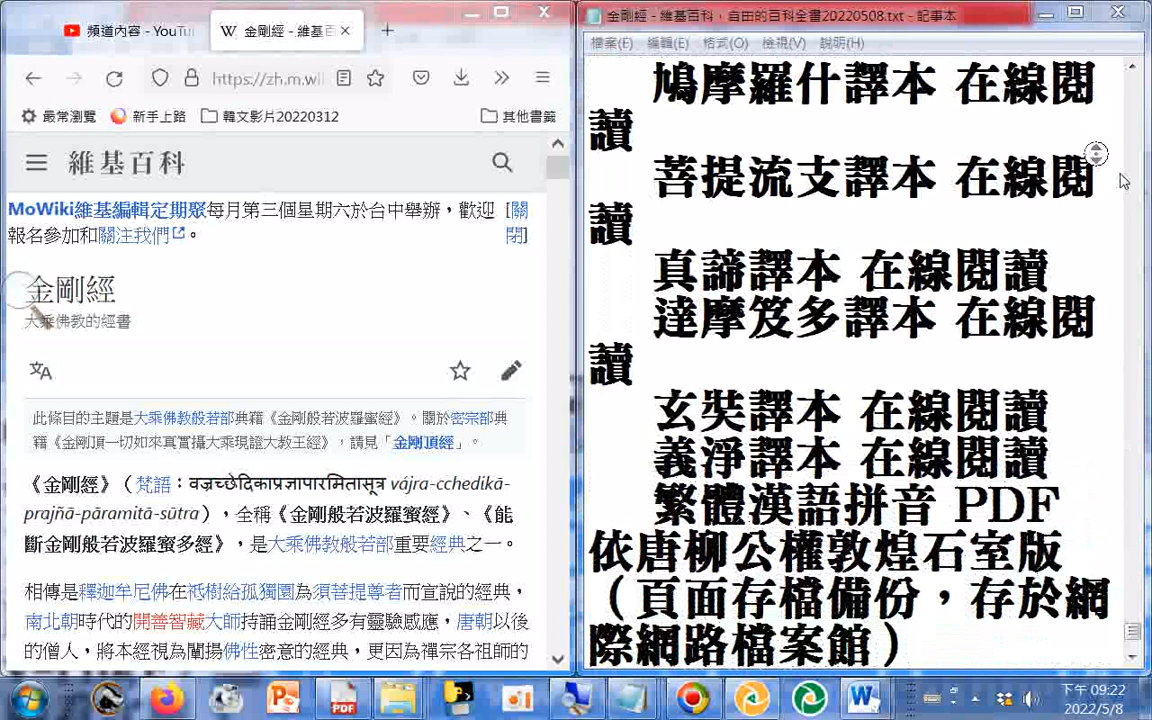 頻道內容 - YouTu
金剛經 - 維基百
https://zh.m.wi
最常瀏覽
新手上路
韓文影片20220312
其他書籤
維基百科
MoWiki維基編輯定期聚每月第三個星期六於台中舉辦，歡迎
報名參加和關注我們。
[關
閉]
金剛經
大乘佛教的經書
此條目的主題是大乘佛教般若部典籍《金剛般若波羅蜜經》。關於密宗部典
籍《金剛頂一切如來真實攝大乘現證大教王經》，請見「金剛頂經」。
《金剛經》（梵語：वज्रच्छेदिकाप्रज्ञापारमितासूत्र vájra-cchedikā-
prajñā-pāramitā-sūtra），全稱《金剛般若波羅蜜經》、《能
斷金剛般若波羅蜜多經》，是大乘佛教般若部重要經典之一。
相傳是釋迦牟尼佛在祇樹給孤獨園為須菩提尊者而宣說的經典，
南北朝時代的開善智藏大師持誦金剛經多有靈驗感應，唐朝以後
的僧人，將本經視為闡揚佛性密意的經典，更因為禪宗各祖師的
金剛經 - 維基百科，自由的百科全書20220508.txt - 記事本
檔案(F) 編輯(E) 格式(O) 檢視(V) 說明(H)
鳩摩羅什譯本 在線閱
讀
菩提流支譯本 在線閱
讀
真諦譯本 在線閱讀
達摩笈多譯本 在線閱
讀
玄奘譯本 在線閱讀
義淨譯本 在線閱讀
繁體漢語拼音 PDF
依唐柳公權敦煌石室版
（頁面存檔備份，存於網
際網路檔案館）
下午 09:22
2022/5/8